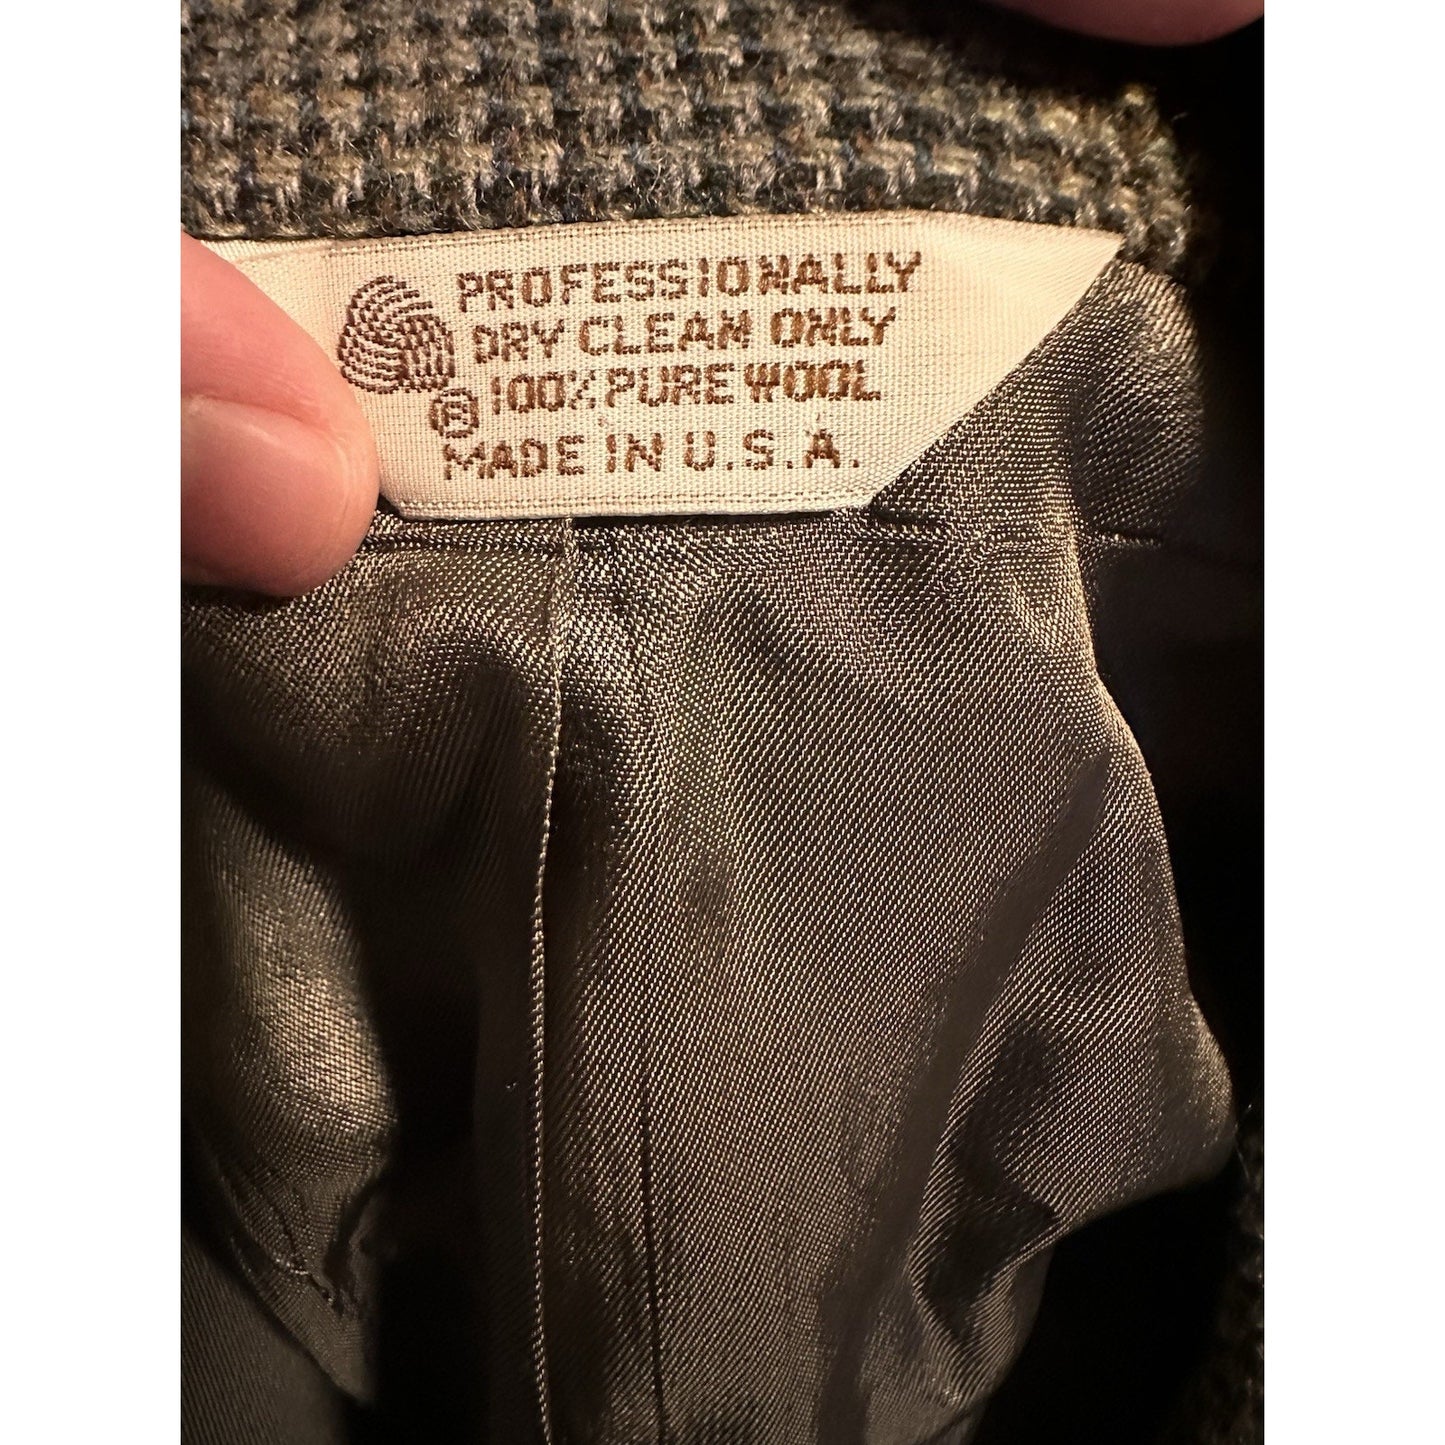 PROFESSIONALLY
DRY CLEAN ONLY
100% PURE WOOL
®
MADE IN U.S.A.